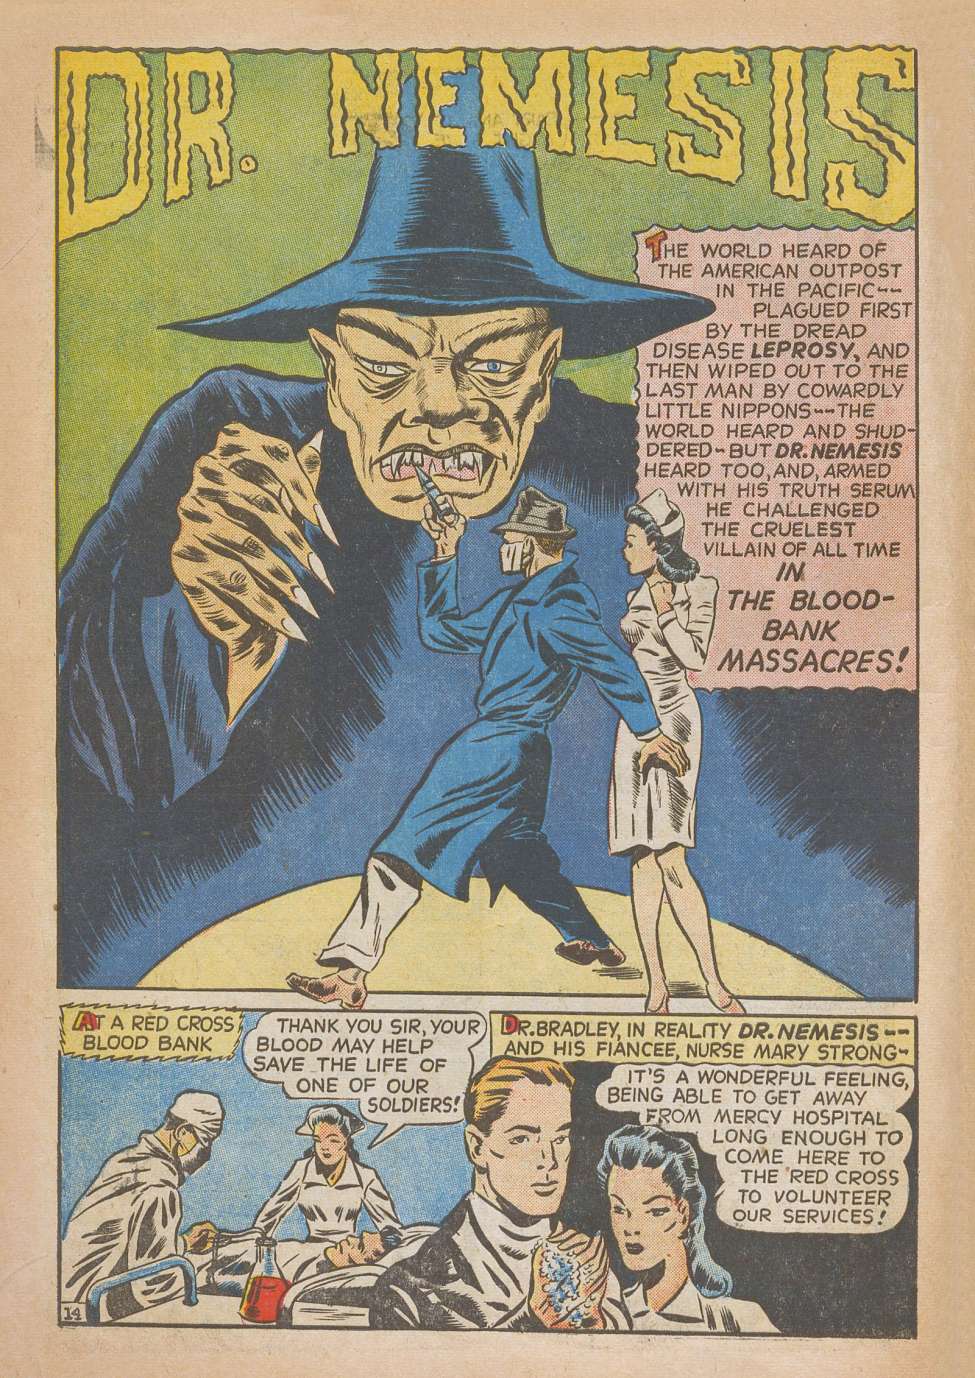 DR. NEMESIS
THE WORLD HEARD OF
THE AMERICAN OUTPOST
IN THE PACIFIC--
PLAGUED FIRST
BY THE DREAD
DISEASE LEPROSY, AND
THEN WIPED OUT TO THE
LAST MAN BY COWARDLY
LITTLE NIPPONS--THE
WORLD HEARD AND SHUD-
DERED-BUT DR. NEMESIS
HEARD TOO, AND, ARMED
WITH HIS TRUTH SERUM
HE CHALLENGED
THE CRUELEST
VILLAIN OF ALL TIME
IN
THE BLOOD-
BANK
MASSACRES!
AT A RED CROSS
BLOOD BANK
THANK YOU SIR, YOUR
BLOOD MAY HELP
SAVE THE LIFE OF
ONE OF OUR
SOLDIERS!
DR. BRADLEY, IN REALITY DR. NEMESIS--
AND HIS FIANCEE, NURSE MARY STRONG-
IT'S A WONDERFUL FEELING,
BEING ABLE TO GET AWAY
FROM MERCY HOSPITAL
LONG ENOUGH TO
COME HERE TO
THE RED CROSS
TO VOLUNTEER
OUR SERVICES!
14